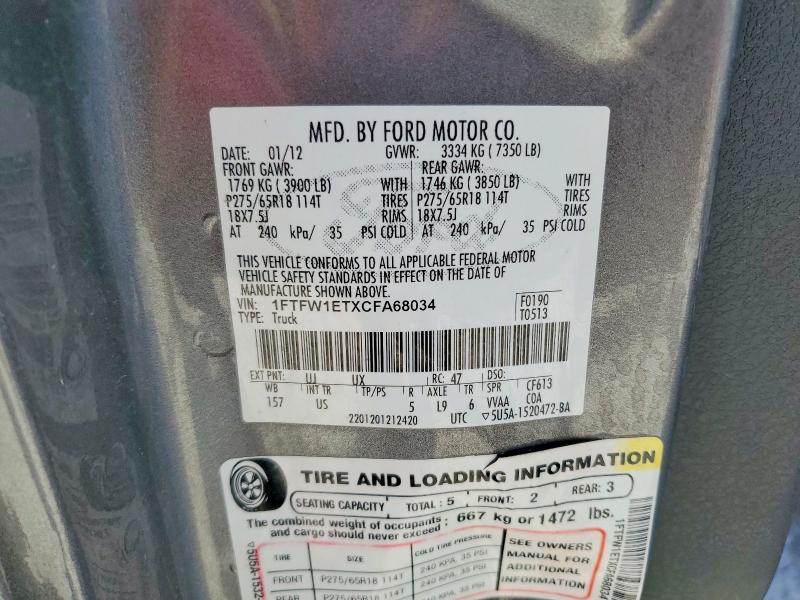 MFD. BY FORD MOTOR CO.
DATE: 01/12 GVWR: 3334 KG ( 7350 LB)
FRONT GAWR: REAR GAWR:
1769 KG ( 3900 LB) WITH 1746 KG ( 3850 LB) WITH
P275/65R18 114T TIRES P275/65R18 114T TIRES
18X7.5J RIMS 18X7.5J RIMS
AT 240 kPa/ 35 PSI COLD AT 240 kPa/ 35 PSI COLD
THIS VEHICLE CONFORMS TO ALL APPLICABLE FEDERAL MOTOR
VEHICLE SAFETY STANDARDS IN EFFECT ON THE DATE OF
MANUFACTURE SHOWN ABOVE.
VIN: 1FTFW1ETXCFA68034 F0190
TYPE: Truck T0513
EXT PNT: UJ UX RC: 47 DSO:
WB INT TR TP/PS R AXLE TR SPR CF613
157 US 5 L9 6 VVAA COA
2201201212420 UTC ▽5U5A-1520472-BA
TIRE AND LOADING INFORMATION
SEATING CAPACITY TOTAL : 5 FRONT: 2 REAR: 3
The combined weight of occupants and cargo should never exceed : 667 kg or 1472 lbs.
TIRE SIZE COLD TIRE PRESSURE
FRONT P275/65R18 114T 240 KPA, 35 PSI
REAR P275/65R18 114T 240 KPA, 35 PSI
SEE OWNERS
MANUAL FOR
ADDITIONAL
INFORMATION